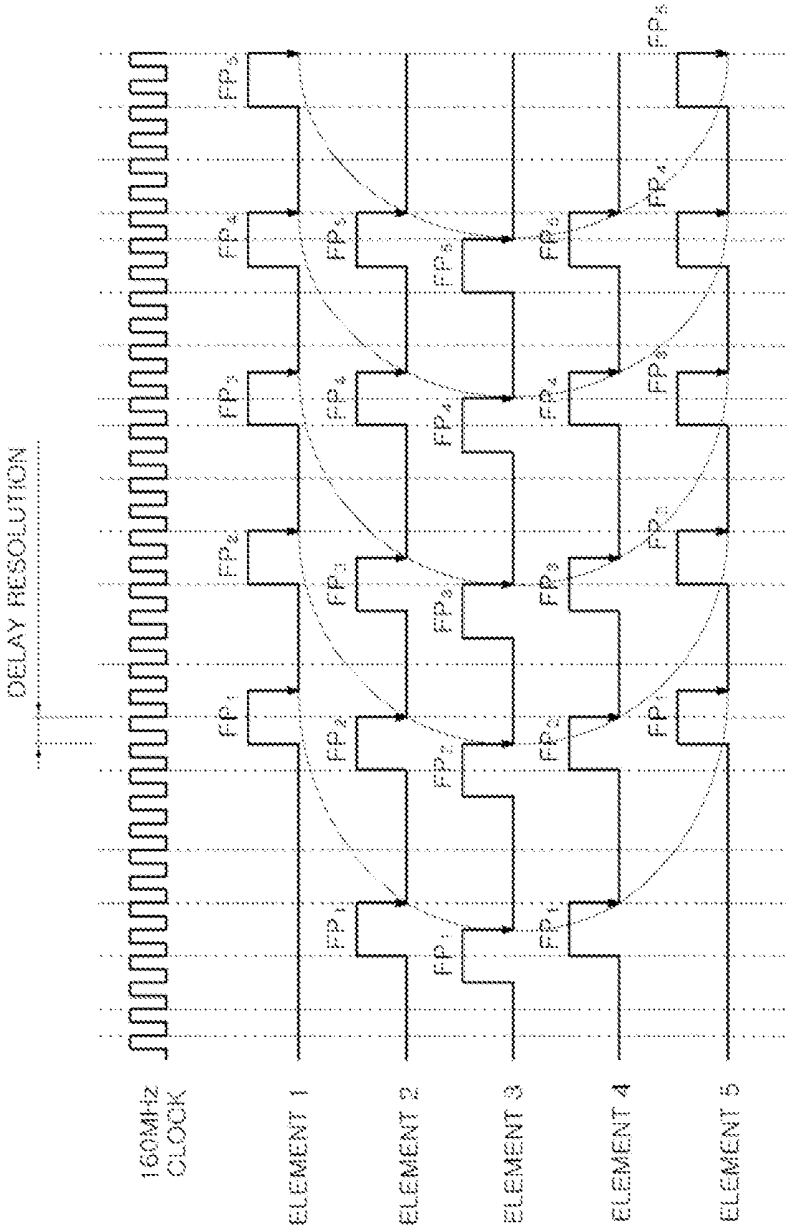 DELAY RESOLUTION
160MHz
CLOCK
FP₁ FP₂ FP₃ FP₄ FP₅
ELEMENT 1
FP₁ FP₂ FP₃ FP₄ FP₅
ELEMENT 2
FP₁ FP₂ FP₃ FP₄ FP₅
ELEMENT 3
FP₁ FP₂ FP₃ FP₄ FP₅
ELEMENT 4
FP₁ FP₂ FP₃ FP₄ FP₅
ELEMENT 5